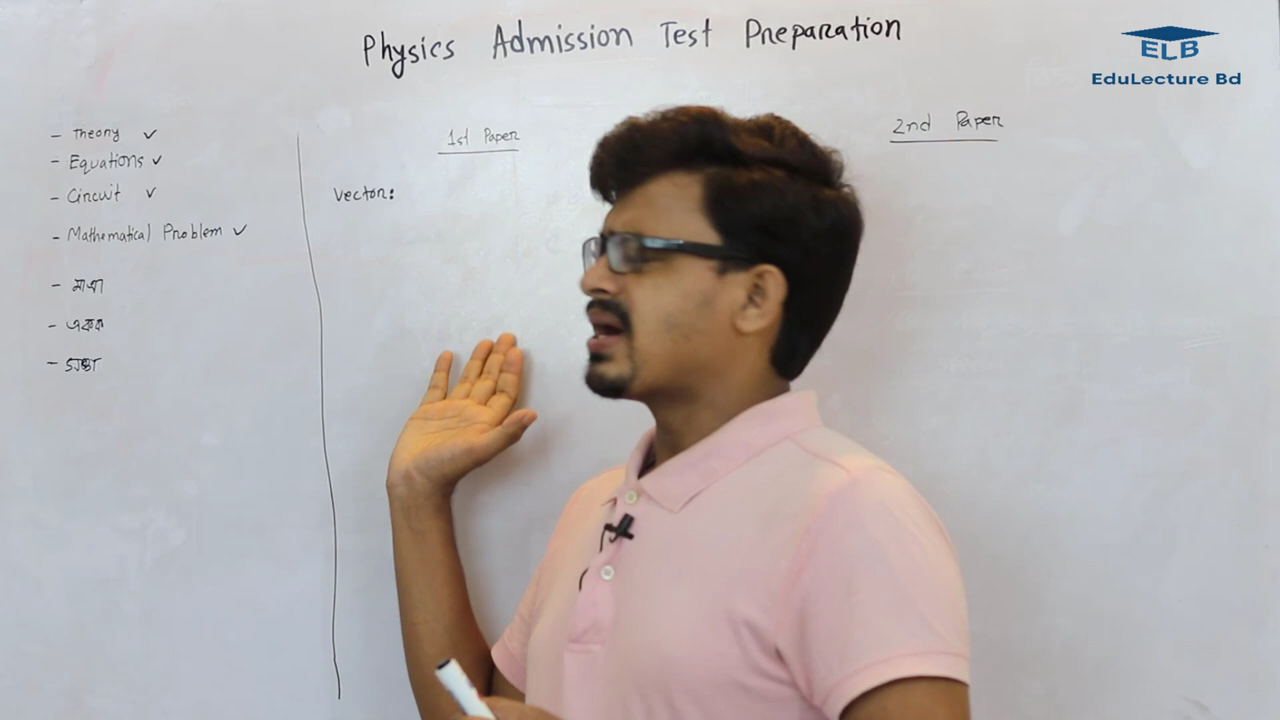 Physics Admission Test Preparation
ELB
EduLecture Bd
- Theory ✓
- Equations ✓
- Circuit ✓
- Mathematical Problem ✓
- মাত্রা
- একক
- সংজ্ঞা
1st Paper
Vector:
2nd Paper